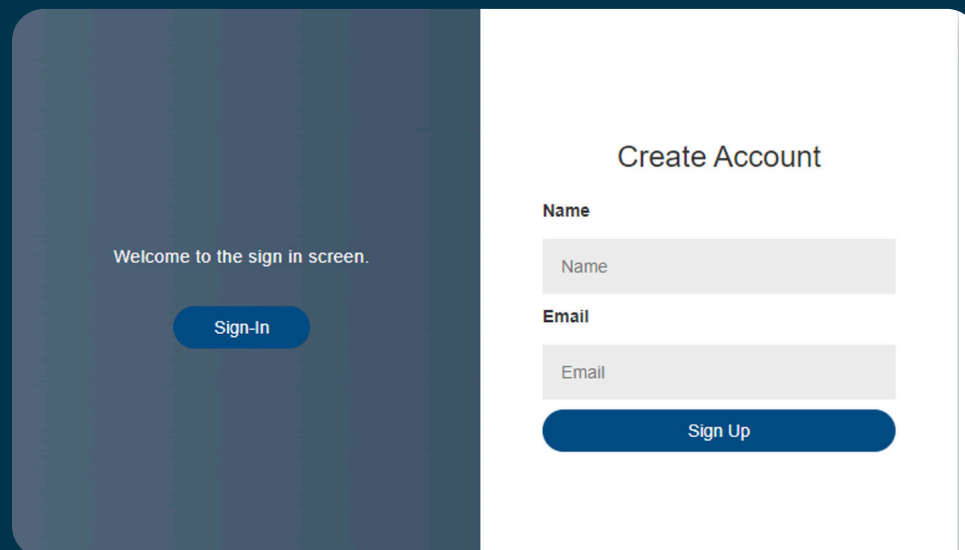 Welcome to the sign in screen.
Sign-In
Create Account
Name
Name
Email
Email
Sign Up